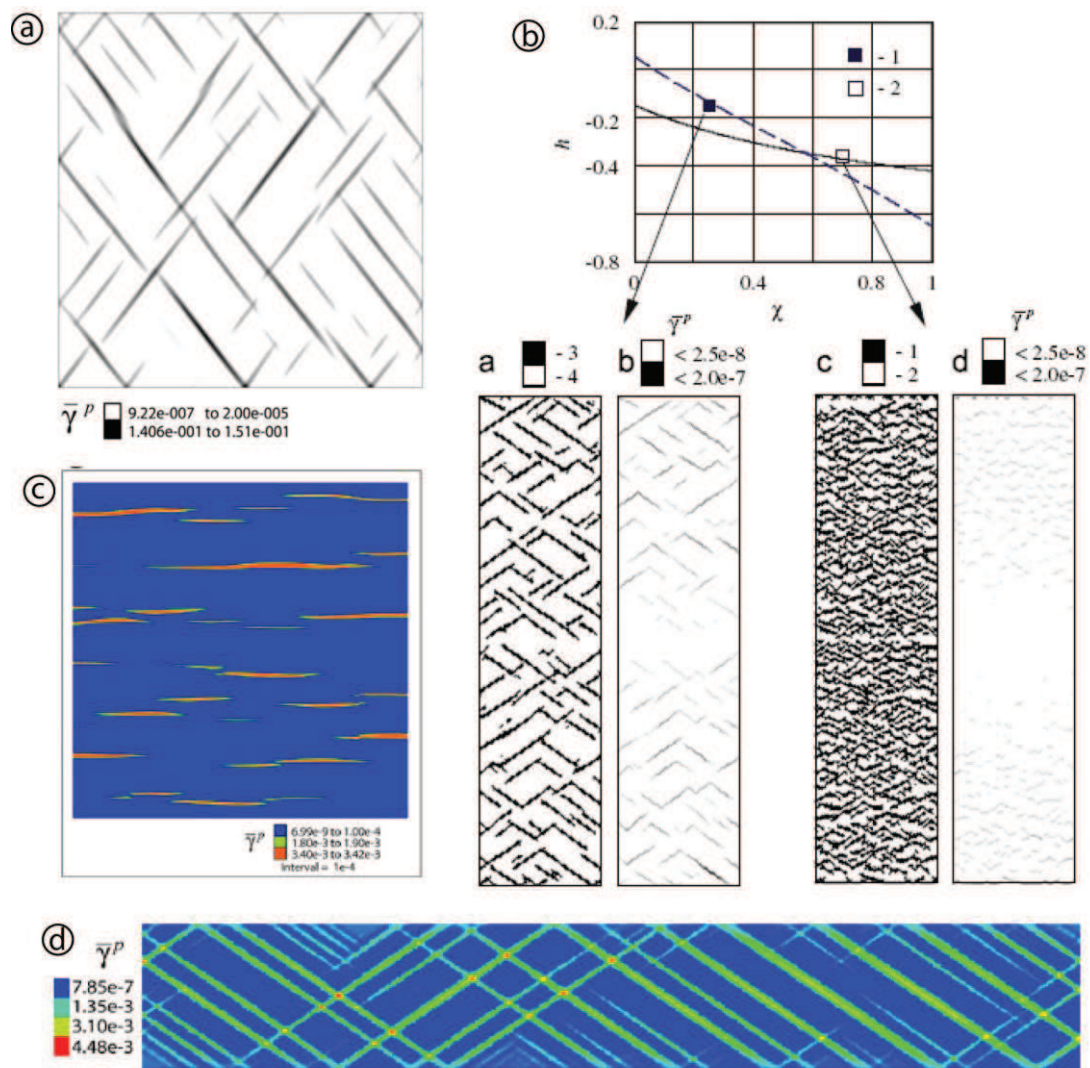 a
γ̄ᵖ
9.22e-007 to 2.00e-005
1.406e-001 to 1.51e-001
b
0.2
-0.2
-0.4
-0.8
h
0
0.4
0.8
1
χ
- 1
- 2
a
- 3
- 4
b
γ̄ᵖ
< 2.5e-8
< 2.0e-7
c
- 1
- 2
d
γ̄ᵖ
< 2.5e-8
< 2.0e-7
c
γ̄ᵖ
6.99e-9 to 1.00e-4
1.80e-3 to 1.90e-3
3.40e-3 to 3.42e-3
Interval = 1e-4
d
γ̄ᵖ
7.85e-7
1.35e-3
3.10e-3
4.48e-3